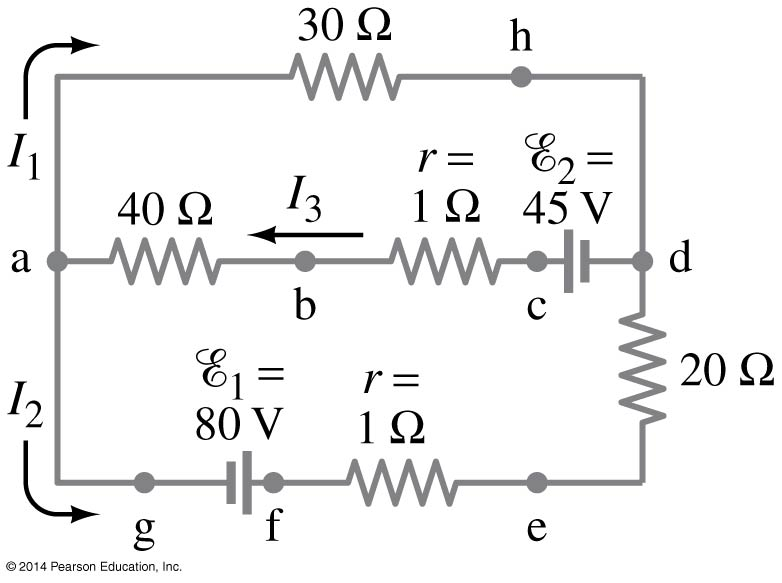 30 Ω
h
I1
r =
1 Ω
ℰ2 =
45 V
40 Ω
I3
a
b
c
d
ℰ1 =
80 V
r =
1 Ω
20 Ω
I2
g
f
e
© 2014 Pearson Education, Inc.